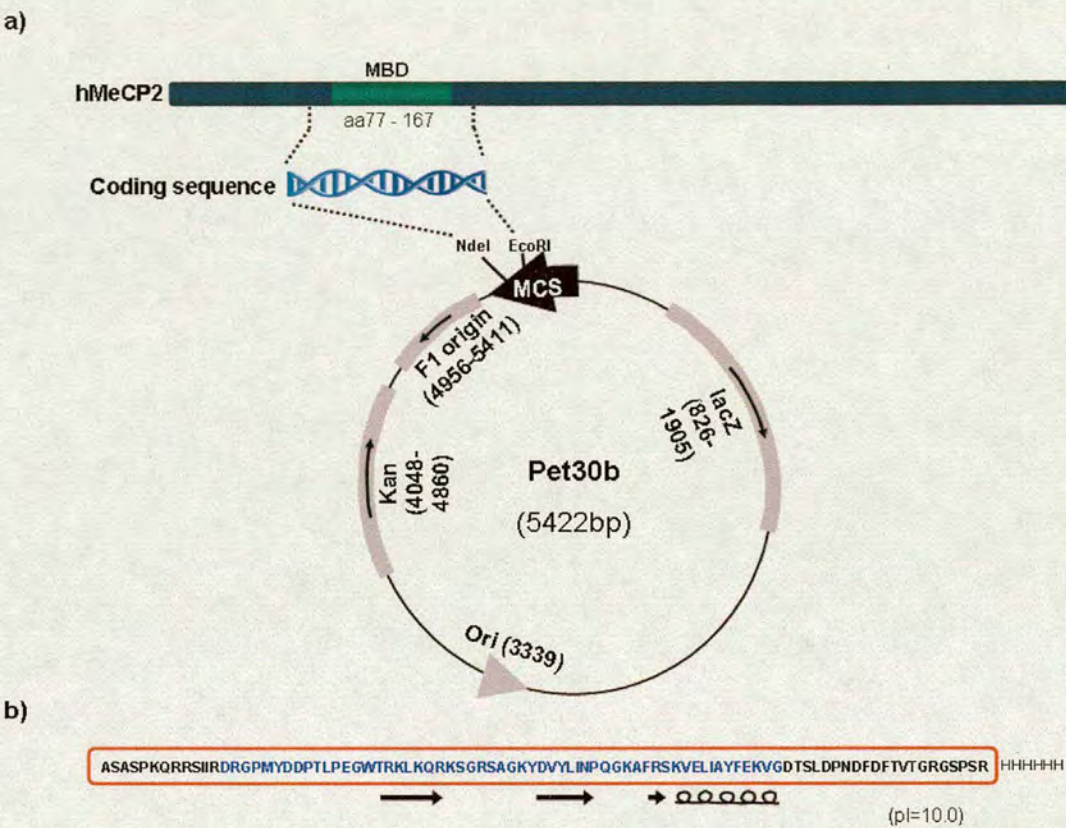 a)
MBD
hMeCP2
aa77 - 167
Coding sequence
NdeI EcoRI
MCS
F1 origin
(4956-5411)
lacZ
(826-
1905)
Kan
(4048-
4860)
Pet30b
(5422bp)
Ori (3339)
b)
ASASPKQRRSIIRDRGPMYDDPTLPEGWTRKLKQRKSGRSAGKYDVYLINPQGKAFRSKVELIAYFEKVGDTSLDPNDFDFTVTGRGSPSR HHHHHH
(pI=10.0)